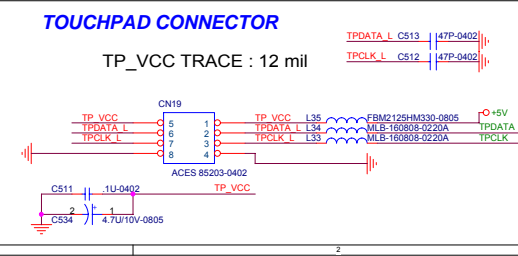 TOUCHPAD CONNECTOR
TPDATA_L C513 47P-0402
TP_VCC TRACE : 12 mil
TPCLK_L C512 47P-0402
CN19
+5V
TP_VCC 5 1 TP_VCC L35 FBM2125HM330-0805
TPDATA_L 6 2 TPDATA_L L34 MLB-160808-0220A TPDATA
TPCLK_L 7 3 TPCLK_L L33 MLB-160808-0220A TPCLK
8 4
ACES 85203-0402
C511 .1U-0402 TP_VCC
2 + 1
C534 4.7U/10V-0805
2